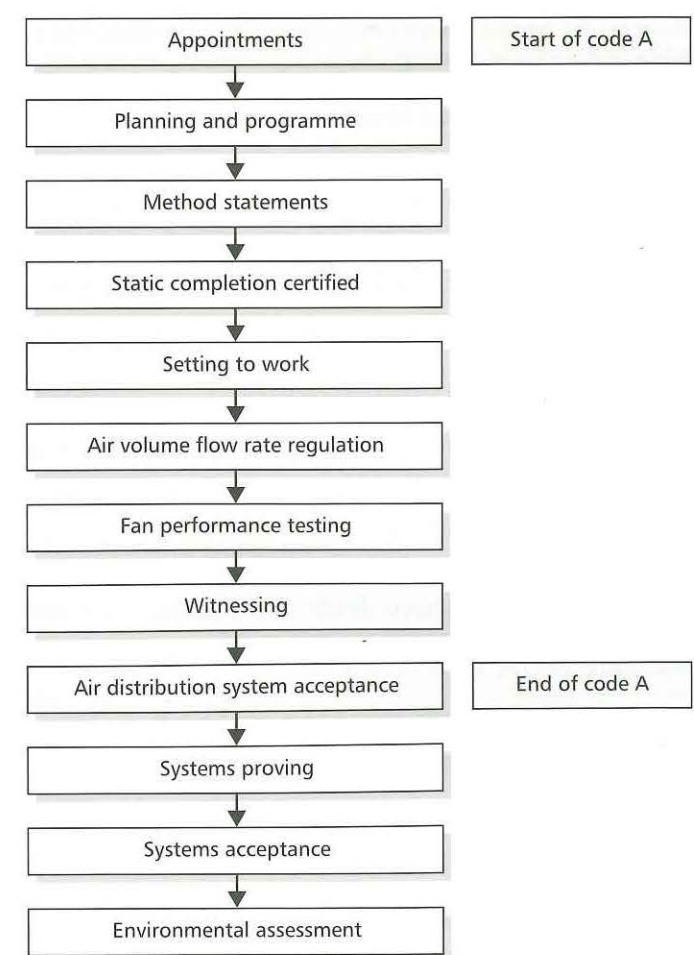 Appointments
Start of code A
Planning and programme
Method statements
Static completion certified
Setting to work
Air volume flow rate regulation
Fan performance testing
Witnessing
Air distribution system acceptance
End of code A
Systems proving
Systems acceptance
Environmental assessment